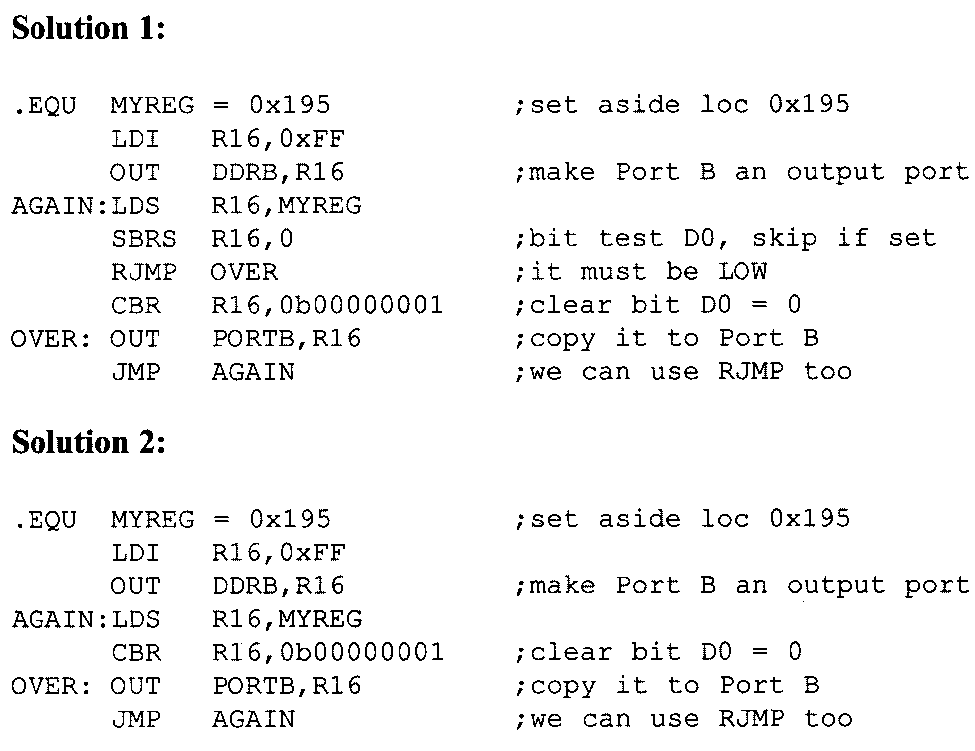 Solution 1:
.EQU MYREG = 0x195 ;set aside loc 0x195
LDI R16,0xFF
OUT DDRB,R16 ;make Port B an output port
AGAIN:LDS R16,MYREG
SBRS R16,0 ;bit test D0, skip if set
RJMP OVER ;it must be LOW
CBR R16,0b00000001 ;clear bit D0 = 0
OVER: OUT PORTB,R16 ;copy it to Port B
JMP AGAIN ;we can use RJMP too
Solution 2:
.EQU MYREG = 0x195 ;set aside loc 0x195
LDI R16,0xFF
OUT DDRB,R16 ;make Port B an output port
AGAIN:LDS R16,MYREG
CBR R16,0b00000001 ;clear bit D0 = 0
OVER: OUT PORTB,R16 ;copy it to Port B
JMP AGAIN ;we can use RJMP too